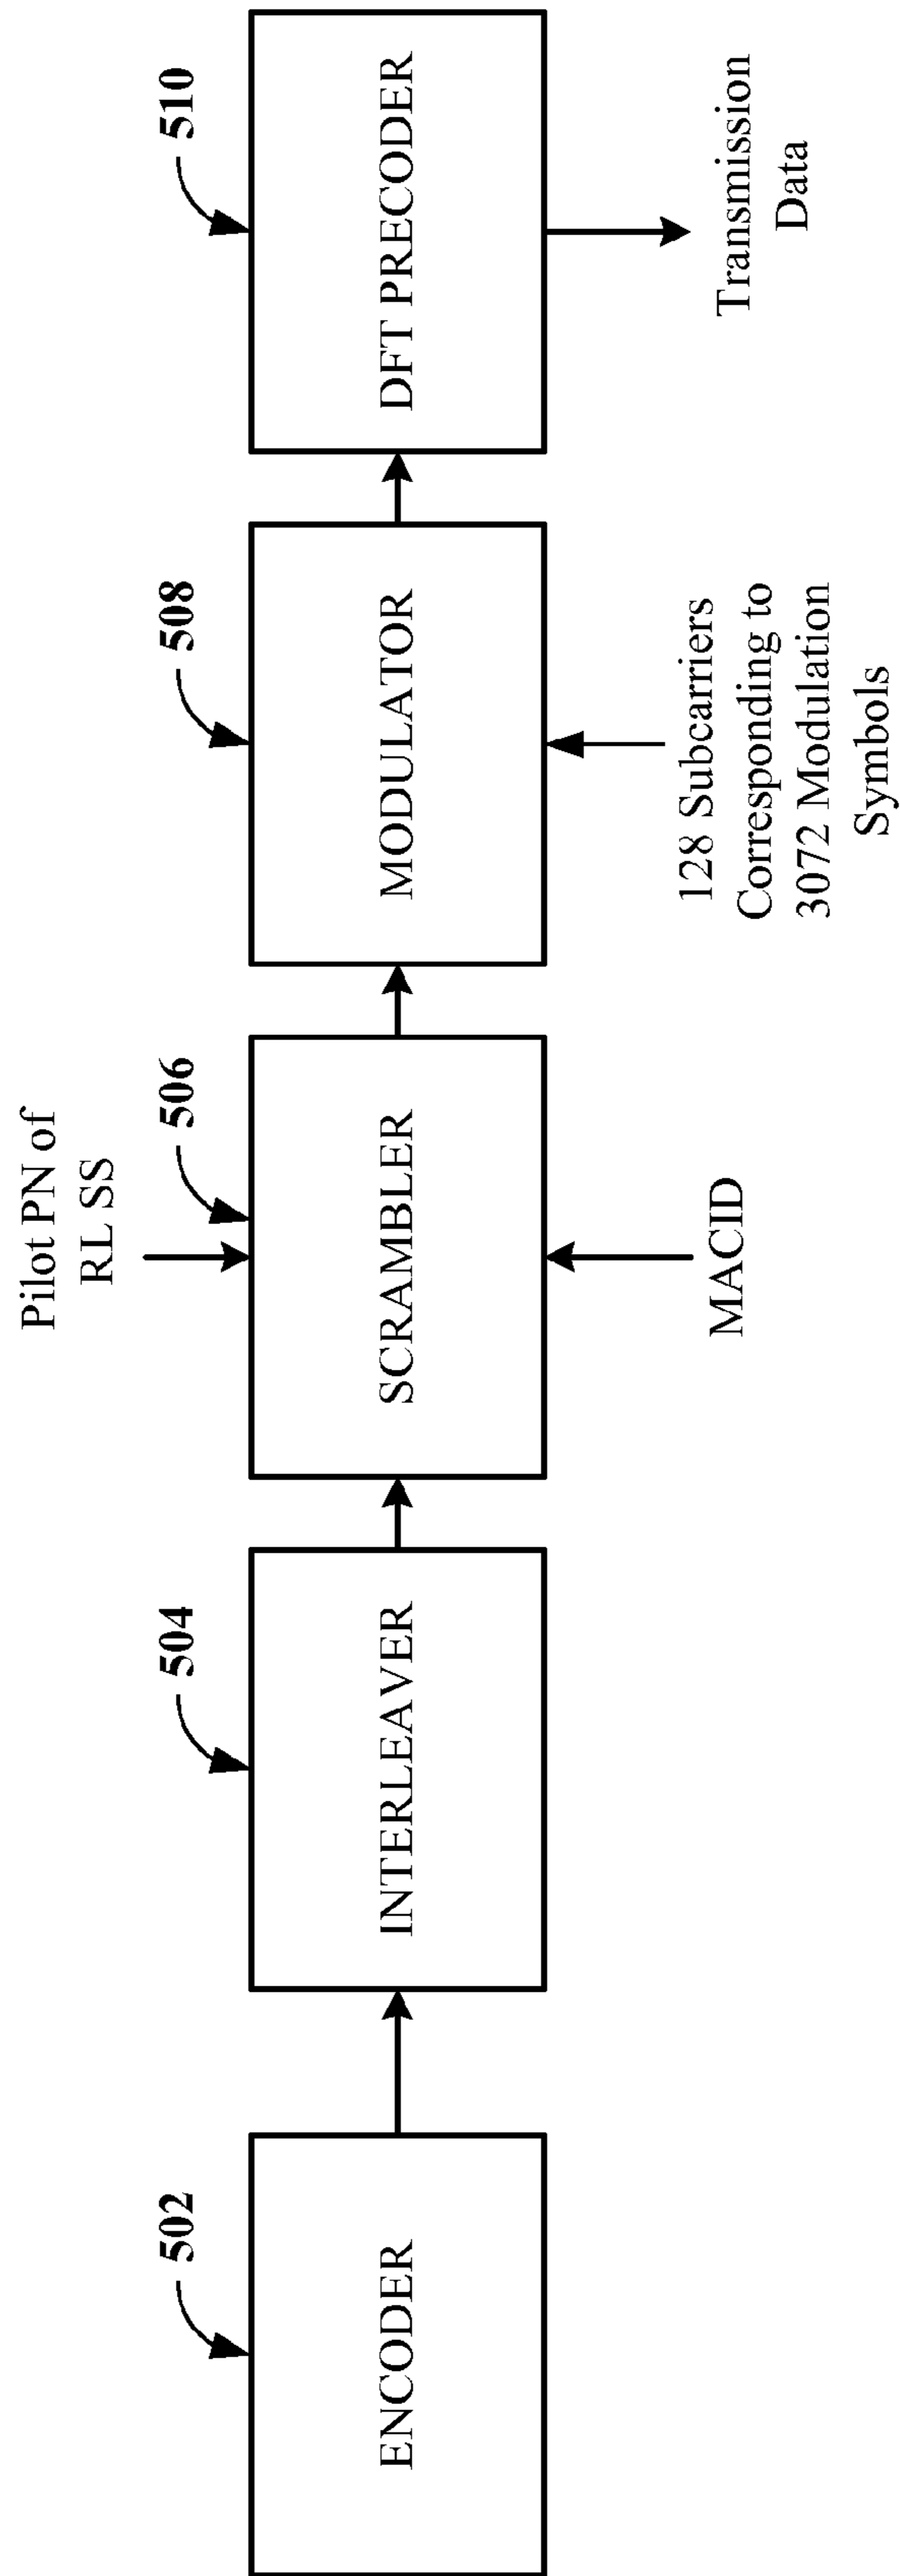 502
ENCODER
504
INTERLEAVER
Pilot PN of
RL SS
506
SCRAMBLER
MACID
508
MODULATOR
128 Subcarriers
Corresponding to
3072 Modulation
Symbols
510
DFT PRECODER
Transmission
Data